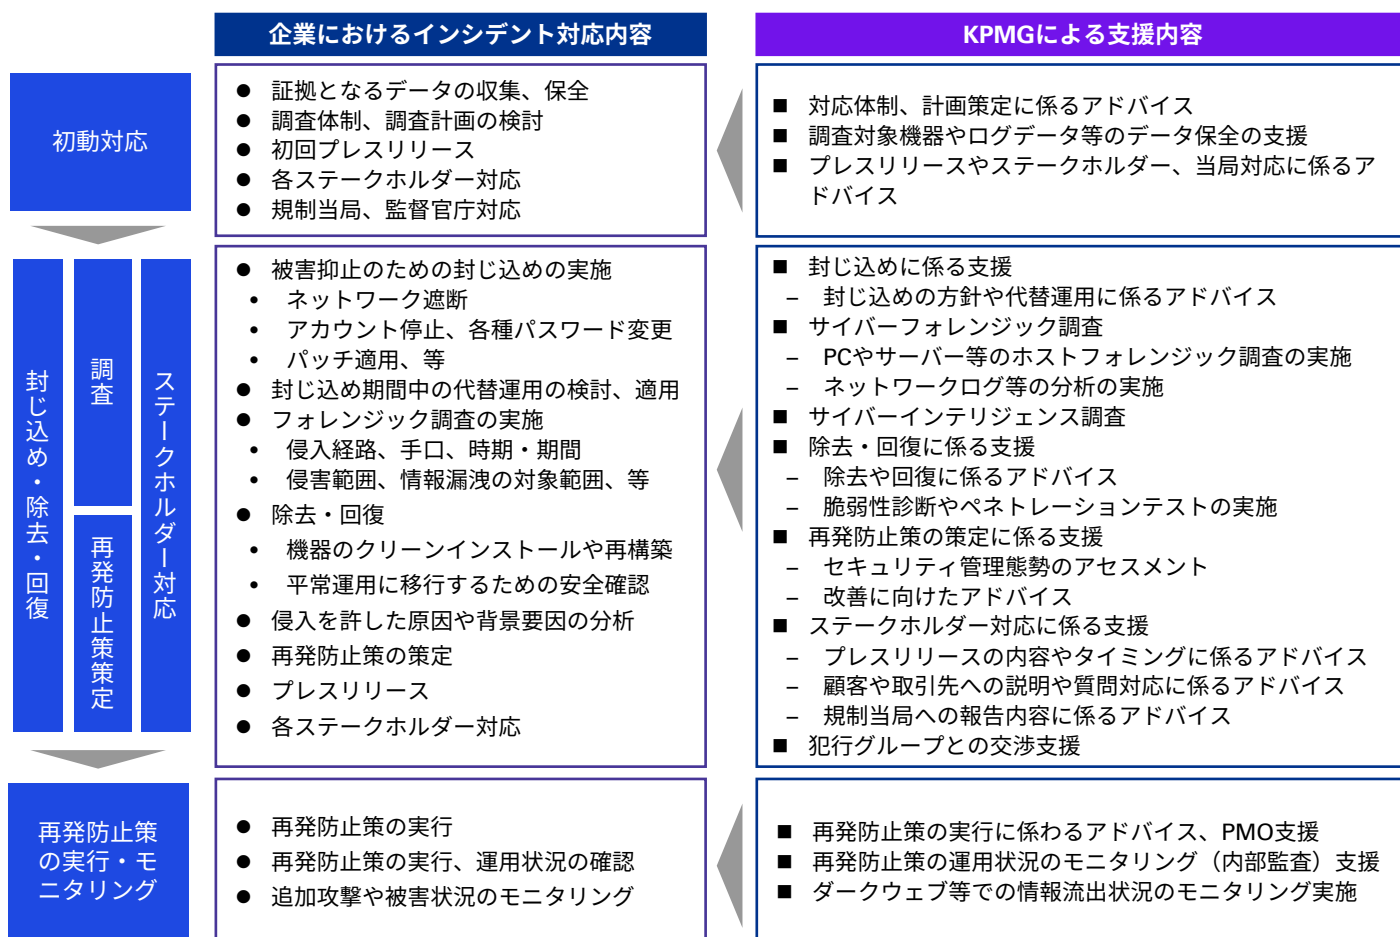 企業におけるインシデント対応内容
KPMGによる支援内容
初動対応
● 証拠となるデータの収集、保全
● 調査体制、調査計画の検討
● 初回プレスリリース
● 各ステークホルダー対応
● 規制当局、監督官庁対応
■ 対応体制、計画策定に係るアドバイス
■ 調査対象機器やログデータ等のデータ保全の支援
■ プレスリリースやステークホルダー、当局対応に係るア
ドバイス
封じ込め・除去・回復
調査
再発防止策策定
ステークホルダー対応
● 被害抑止のための封じ込めの実施
• ネットワーク遮断
• アカウント停止、各種パスワード変更
• パッチ適用、等
● 封じ込め期間中の代替運用の検討、適用
● フォレンジック調査の実施
• 侵入経路、手口、時期・期間
• 侵害範囲、情報漏洩の対象範囲、等
● 除去・回復
• 機器のクリーンインストールや再構築
• 平常運用に移行するための安全確認
● 侵入を許した原因や背景要因の分析
● 再発防止策の策定
● プレスリリース
● 各ステークホルダー対応
■ 封じ込めに係る支援
– 封じ込めの方針や代替運用に係るアドバイス
■ サイバーフォレンジック調査
– PCやサーバー等のホストフォレンジック調査の実施
– ネットワークログ等の分析の実施
■ サイバーインテリジェンス調査
■ 除去・回復に係る支援
– 除去や回復に係るアドバイス
– 脆弱性診断やペネトレーションテストの実施
■ 再発防止策の策定に係る支援
– セキュリティ管理態勢のアセスメント
– 改善に向けたアドバイス
■ ステークホルダー対応に係る支援
– プレスリリースの内容やタイミングに係るアドバイス
– 顧客や取引先への説明や質問対応に係るアドバイス
– 規制当局への報告内容に係るアドバイス
■ 犯行グループとの交渉支援
再発防止策
の実行・モ
ニタリング
● 再発防止策の実行
● 再発防止策の実行、運用状況の確認
● 追加攻撃や被害状況のモニタリング
■ 再発防止策の実行に係わるアドバイス、PMO支援
■ 再発防止策の運用状況のモニタリング（内部監査）支援
■ ダークウェブ等での情報流出状況のモニタリング実施